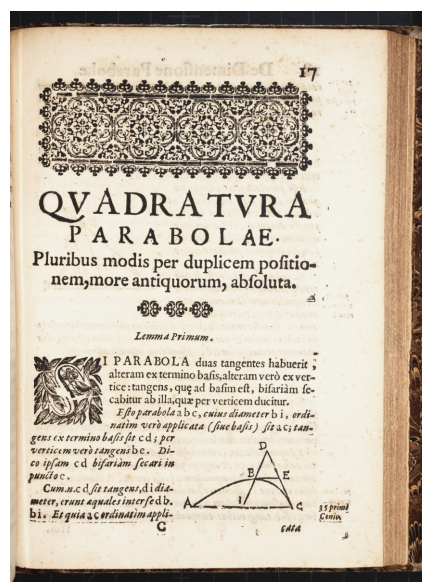 17
QVADRATVRA
PARABOLAE.
Pluribus modis per duplicem positio-
nem, more antiquorum, absoluta.
Lemma Primum.
SI PARABOLA duas tangentes habuerit,
alteram ex termino basis, alteram verò ex ver-
tice: tangens, quę ad basim est, bifariàm se-
cabitur ab illa, quæ per verticem ducitur.
Esto parabola a b c, cuius diameter b i, ordi-
natim verò applicata (siue basis) sit a c; tan-
gens ex termino basis sit c d; per
verticem verò tangens b e. Di-
co ipsam c d bifariàm secari in
puncto e.
Cum n. c d sit tangens, d i dia-
meter, erunt æquales inter se d b.
b i. Et quia a c ordinatim appli-
D
B E
A I C
35 primi
Conic.
C
cata